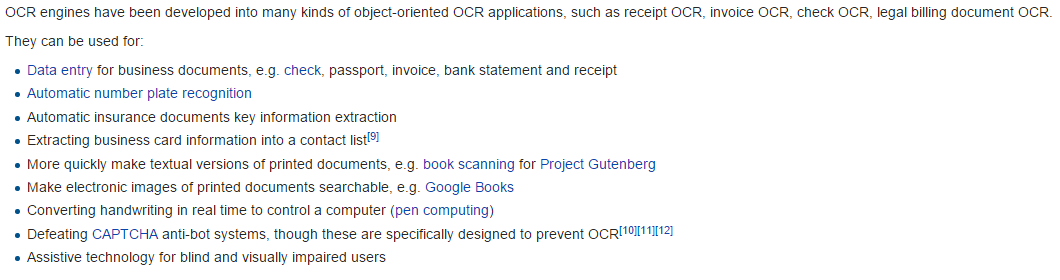 OCR engines have been developed into many kinds of object-oriented OCR applications, such as receipt OCR, invoice OCR, check OCR, legal billing document OCR.
They can be used for:
• Data entry for business documents, e.g. check, passport, invoice, bank statement and receipt
• Automatic number plate recognition
• Automatic insurance documents key information extraction
• Extracting business card information into a contact list[9]
• More quickly make textual versions of printed documents, e.g. book scanning for Project Gutenberg
• Make electronic images of printed documents searchable, e.g. Google Books
• Converting handwriting in real time to control a computer (pen computing)
• Defeating CAPTCHA anti-bot systems, though these are specifically designed to prevent OCR[10][11][12]
• Assistive technology for blind and visually impaired users